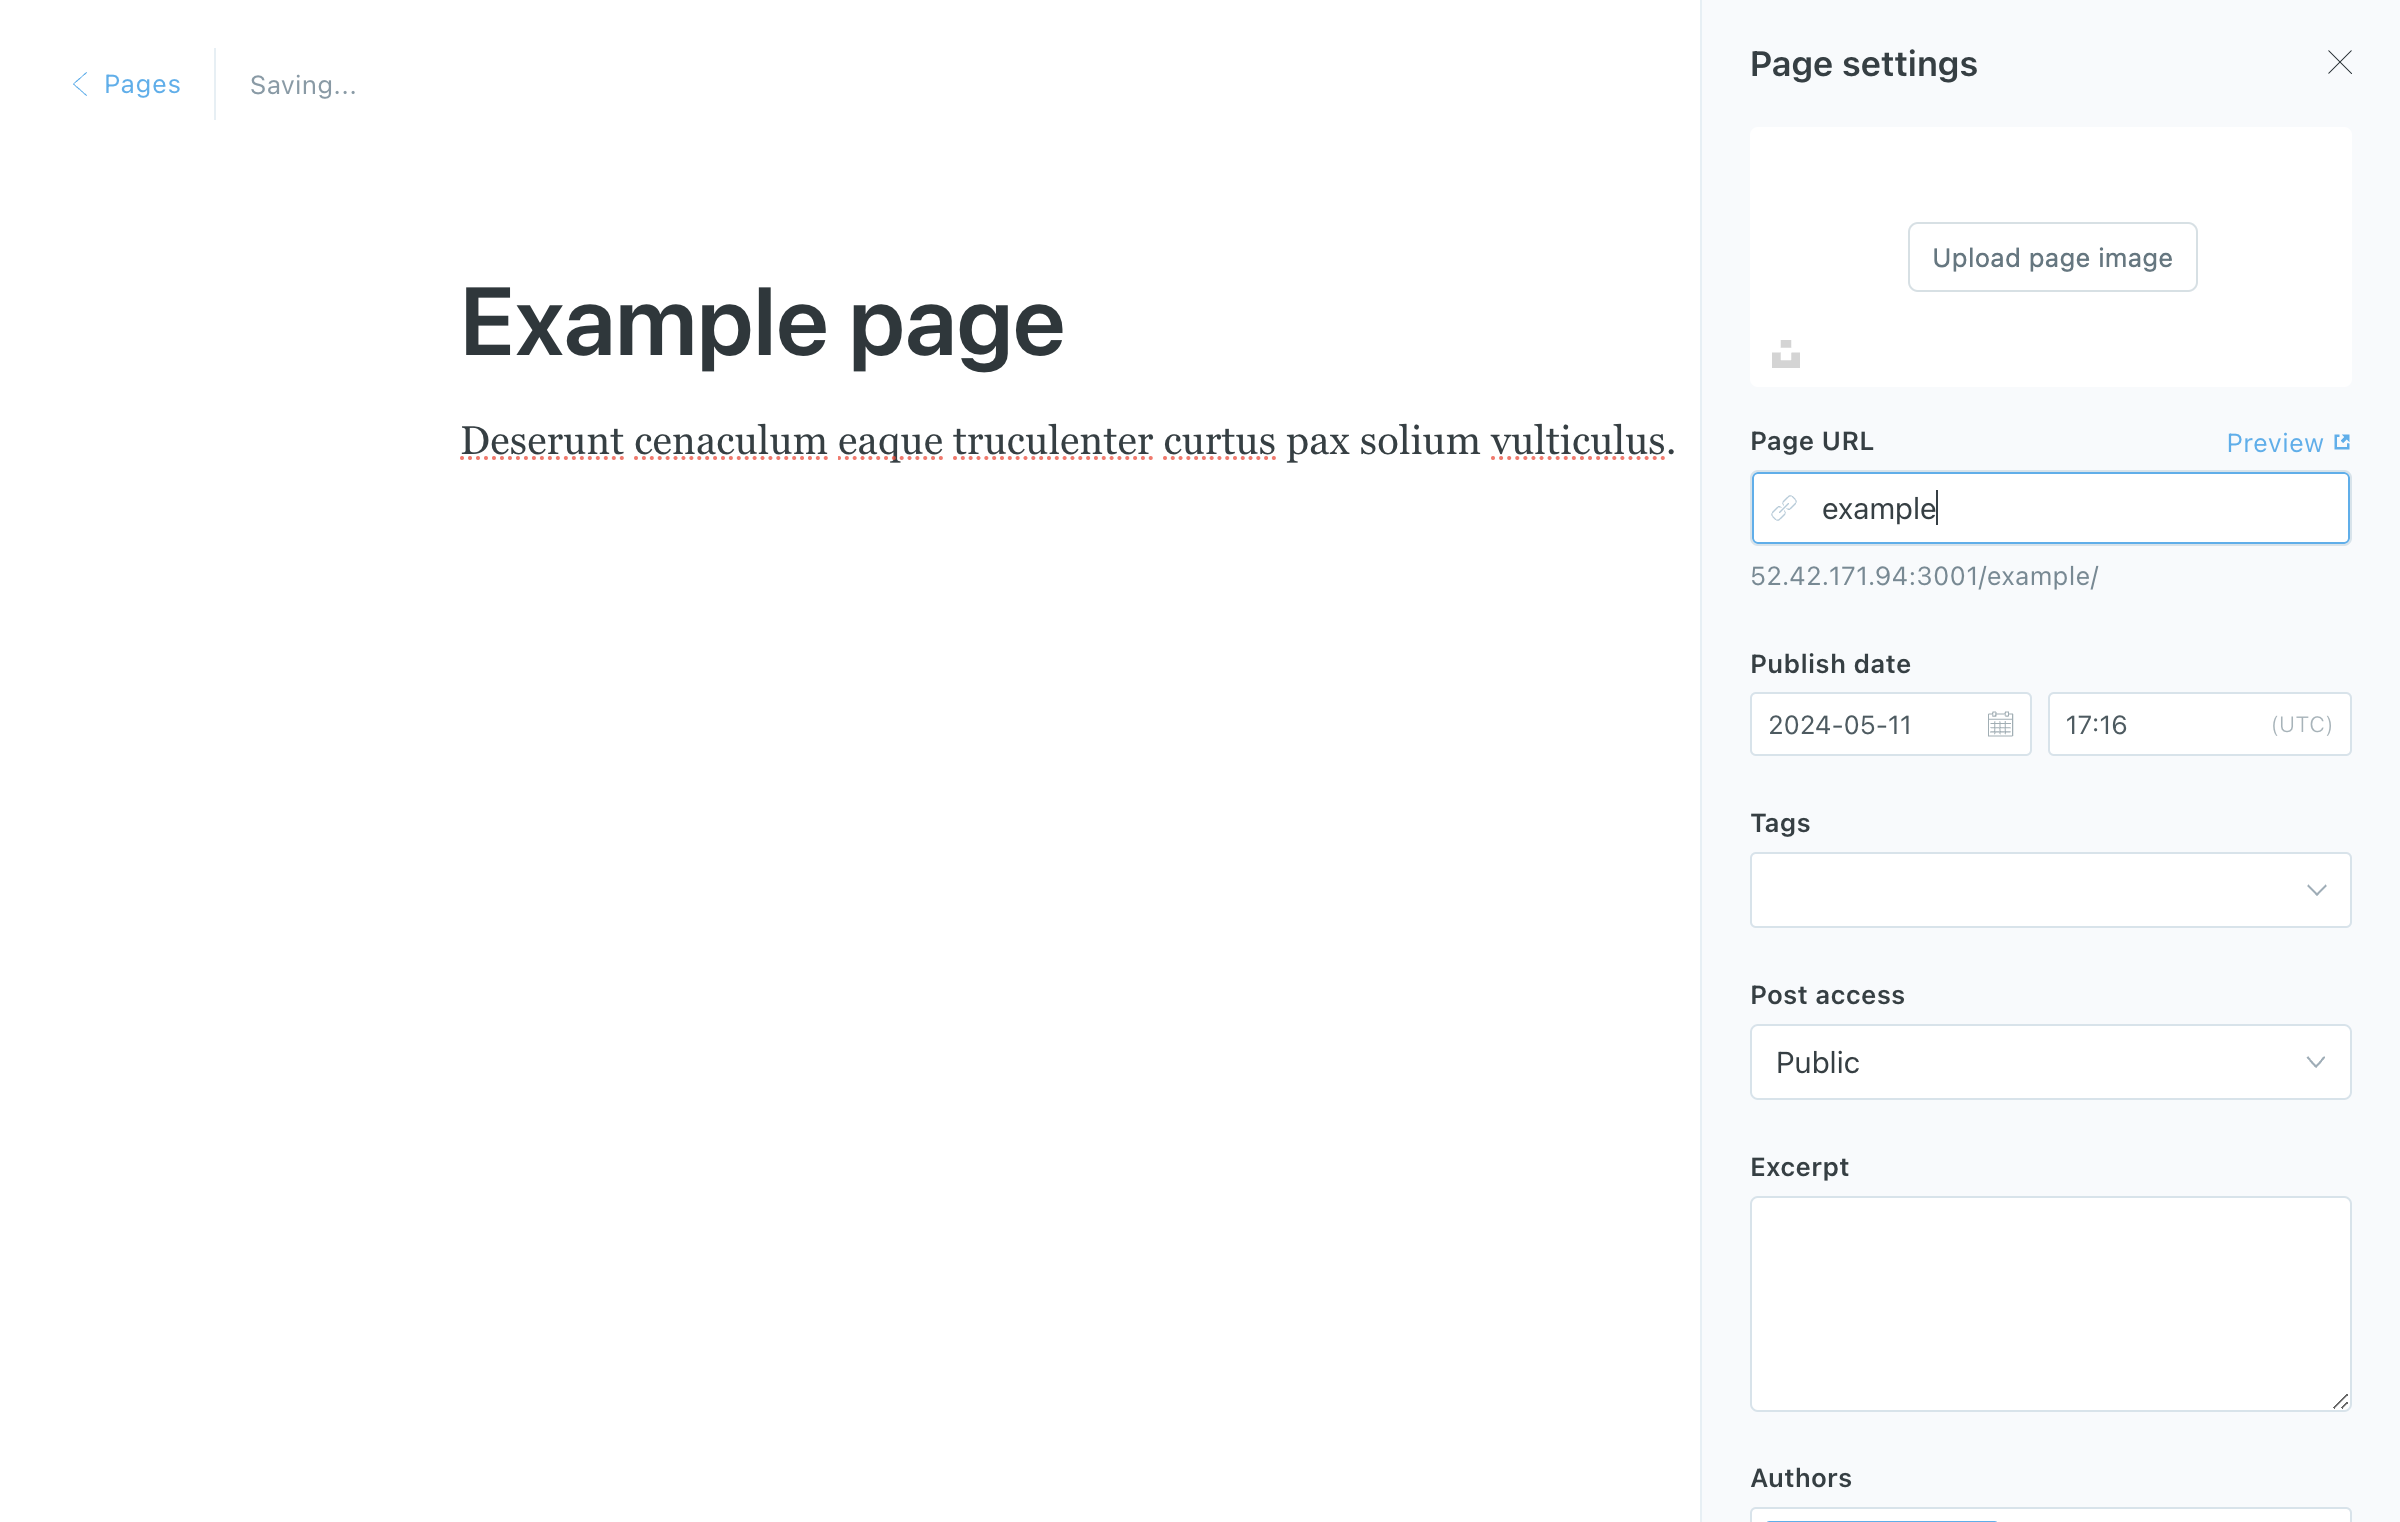 Pages
Saving...
Example page
Deserunt cenaculum eaque truculenter curtus pax solium vulticulus.
Page settings
Upload page image
Page URL
Preview
example
52.42.171.94:3001/example/
Publish date
2024-05-11
17:16
(UTC)
Tags
Post access
Public
Excerpt
Authors